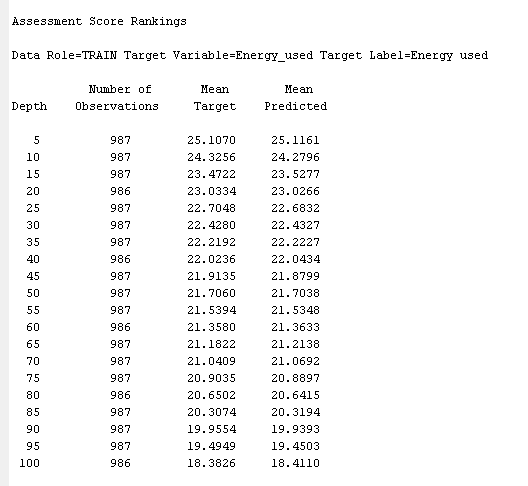 Assessment Score Rankings
Data Role=TRAIN Target Variable=Energy_used Target Label=Energy used
Number of Mean Mean
Depth Observations Target Predicted
5 987 25.1070 25.1161
10 987 24.3256 24.2796
15 987 23.4722 23.5277
20 986 23.0334 23.0266
25 987 22.7048 22.6832
30 987 22.4280 22.4327
35 987 22.2192 22.2227
40 986 22.0236 22.0434
45 987 21.9135 21.8799
50 987 21.7060 21.7038
55 987 21.5394 21.5348
60 986 21.3580 21.3633
65 987 21.1822 21.2138
70 987 21.0409 21.0692
75 987 20.9035 20.8897
80 986 20.6502 20.6415
85 987 20.3074 20.3194
90 987 19.9554 19.9393
95 987 19.4949 19.4503
100 986 18.3826 18.4110